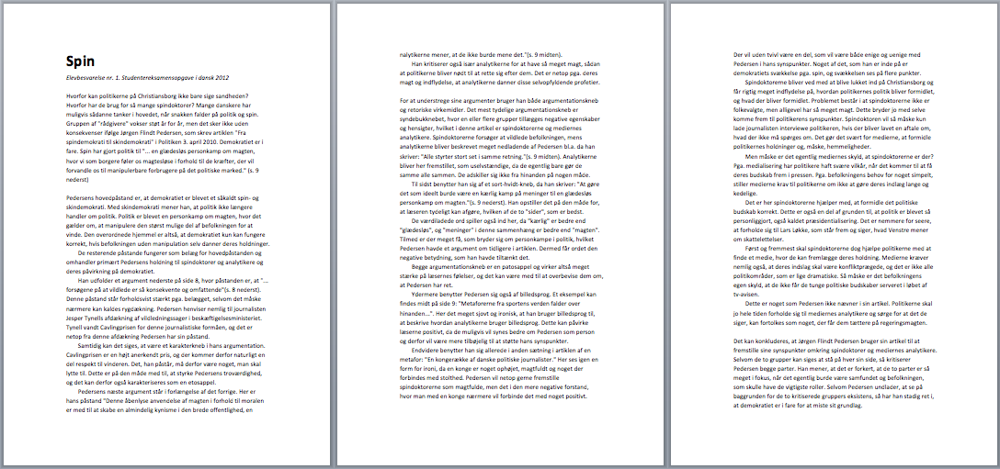 Spin
Elevbesvarelse nr. 1. Studentereksamensopgave i dansk 2012
Hvorfor kan politikerne på Christiansborg ikke bare sige sandheden?
Hvorfor har de brug for så mange spindoktorer? Mange danskere har
muligvis sådanne tanker i hovedet, når snakken falder på politik og spin.
Gruppen af "rådgivere" vokser støt år for år, men det sker ikke uden
konsekvenser ifølge Jørgen Flindt Pedersen, som skrev artiklen "Fra
spindemokrati til skindemokrati" i Politiken 3. april 2010. Demokratiet er i
fare. Spin har gjort politik til "... en glædesløs personkamp om magten,
hvor vi som borgere føler os magtesløse i forhold til de kræfter, der vil
forvandle os til manipulerbare forbrugere på det politiske marked." (s. 9
nederst)
Pedersens hovedpåstand er, at demokratiet er blevet et såkaldt spin- og
skindemokrati. Med skindemokrati mener han, at politik ikke længere
handler om politik. Politik er blevet en personkamp om magten, hvor det
gælder om, at manipulere den størst mulige del af befolkningen for at
vinde. Den overordnede hjemmel er altså, at demokratiet kun kan fungere
korrekt, hvis befolkningen uden manipulation selv danner deres holdninger.
De resterende påstande fungerer som belæg for hovedpåstanden og
omhandler primært Pedersens holdning til spindoktorer og analytikere og
deres påvirkning på demokratiet.
Han udfolder et argument nederste på side 8, hvor påstanden er, at "...
forsøgene på at vildlede er så konsekvente og omfattende"(s. 8 nederst).
Denne påstand står forholdsvist stærkt pga. belægget, selvom det måske
nærmere kan kaldes rygdækning. Pedersen henviser nemlig til journalisten
Jesper Tynells afdækning af vildledningssager i beskæftigelsesministeriet.
Tynell vandt Cavlingprisen for denne journalistiske formåen, og det er
netop fra denne afdækning Pedersen har sin påstand.
Samtidig kan det siges, at være et karakterneb i hans argumentation.
Cavlingprisen er en højt anerkendt pris, og der kommer derfor naturligt en
del respekt til vinderen. Det, han påstår, må derfor være noget, man skal
lytte til. Dette er på den måde med til, at styrke Pedersens troværdighed,
og det kan derfor også karakteriseres som en etosappel.
Pedersens næste argument står i forlængelse af det forrige. Her er
hans påstand "Denne åbenlyse anvendelse af magten i forhold til moralen
er med til at skabe en almindelig kynisme i den brede offentlighed, en
nalytikerne mener, at de ikke burde mene det."(s. 9 midten).
Han kritiserer også især analytikerne for at have så meget magt, sådan
at politikerne bliver nødt til at rette sig efter dem. Det er netop pga. deres
magt og indflydelse, at analytikerne danner disse selvopfyldende profetier.
For at understrege sine argumenter bruger han både argumentationskneb
og retoriske virkemidler. Det mest tydelige argumentationskneb er
syndebukknebet, hvor en eller flere grupper tillægges negative egenskaber
og hensigter, hvilket i denne artikel er spindoktorerne og mediernes
analytikere. Spindoktorerne forsøger at vildlede befolkningen, mens
analytikerne bliver beskrevet meget nedladende af Pedersen bl.a. da han
skriver: "Alle styrter stort set i samme retning."(s. 9 midten). Analytikerne
bliver her fremstillet, som uselvstændige, da de egentlig bare gør de
samme alle sammen. De adskiller sig ikke fra hinanden på nogen måde.
Til sidst benytter han sig af et sort-hvidt-kneb, da han skriver: "At gøre
det som ideelt burde være en kærlig kamp på meninger til en glædesløs
personkamp om magten."(s. 9 nederst). Han opstiller det på den måde for,
at læseren tydeligt kan afgøre, hvilken af de to "sider", som er bedst.
De værdiladede ord spiller også ind her, da "kærlig" er bedre end
"glædesløs", og "meninger" i denne sammenhæng er bedre end "magten".
Tilmed er der meget få, som bryder sig om personkampe i politik, hvilket
Pedersen havde et argument om tidligere i artiklen. Dermed får ordet den
negative betydning, som han havde tiltænkt det.
Begge argumentationskneb er en patosappel og virker altså meget
stærke på læsernes følelser, og det kan være med til at overbevise dem om,
at Pedersen har ret.
Ydermere benytter Pedersen sig også af billedsprog. Et eksempel kan
findes midt på side 9: "Metaforerne fra sportens verden falder over
hinanden...". Her det meget sjovt og ironisk, at han bruger billedsprog til,
at beskrive hvordan analytikerne bruger billedsprog. Dette kan påvirke
læserne positivt, da de muligvis vil synes bedre om Pedersen som person
og derfor vil være mere tilbøjelig til at støtte hans synspunkter.
Endvidere benytter han sig allerede i anden sætning i artiklen af en
metafor: "En kongerække af danske politiske journalister." Her ses igen en
form for ironi, da en konge er noget ophøjet, magtfuldt og noget der
forbindes med stolthed. Pedersen vil netop gerne fremstille
spindoktorerne som magtfulde, men det i den mere negative forstand,
hvor man med en konge nærmere vil forbinde det med noget positivt.
Der vil uden tvivl være en del, som vil være både enige og uenige med
Pedersen i hans synspunkter. Noget af det, som han er inde på er
demokratiets svækkelse pga. spin, og svækkelsen ses på flere punkter.
Spindoktorerne bliver ved med at blive lukket ind på Christiansborg og
får rigtig meget indflydelse på, hvordan politikernes politik bliver formidlet,
og hvad der bliver formidlet. Problemet består i at spindoktorerne ikke er
folkevalgte, men alligevel har så meget magt. Dette bryder jo med selve
komme frem til politikerens synspunkter. Spindoktoren vil så måske kun
lade journalisten interviewe politikeren, hvis der bliver lavet en aftale om,
hvad der ikke må spørges om. Det gør det svært for medierne, at formidle
politikernes holdninger og, måske, hemmeligheder.
Men måske er det egentlig mediernes skyld, at spindoktorerne er der?
Pga. medialisering har politikere haft svære vilkår, når det kommer til at få
deres budskab frem i pressen. Pga. befolkningens behov for noget simpelt,
stiller medierne krav til politikerne om ikke at gøre deres indlæg lange og
kedelige.
Det er her spindoktorerne hjælper med, at formidle det politiske
budskab korrekt. Dette er også en del af grunden til, at politik er blevet så
personliggjort, også kaldet præsidentialisering. Det er nemmere for seere,
at forholde sig til Lars Løkke, som står frem og siger, hvad Venstre mener
om skattelettelser.
Først og fremmest skal spindoktorerne dog hjælpe politikerne med at
finde et medie, hvor de kan fremlægge deres holdning. Medierne kræver
nemlig også, at deres indslag skal være konfliktprægede, og det er ikke alle
politikområder, som er lige dramatiske. Så måske er det befolkningens
egen skyld, at de ikke får de tunge politiske budskaber serveret i løbet af
tv-avisen.
Dette er noget som Pedersen ikke nævner i sin artikel. Politikerne skal
jo hele tiden forholde sig til mediernes analytikere og sørge for at det de
siger, kan fortolkes som noget, der får dem tættere på regeringsmagten.
Det kan konkluderes, at Jørgen Flindt Pedersen bruger sin artikel til at
fremstille sine synspunkter omkring spindoktorer og mediernes analytikere.
Selvom de to grupper kan siges at stå på hver sin side, så kritiserer
Pedersen begge parter. Han mener, at det er forkert, at de to parter er så
meget i fokus, når det egentlig burde være samfundet og befolkningen,
som skulle have de vigtigste roller. Selvom Pedersen undlader, at se på
baggrunden for de to kritiserede gruppers eksistens, så har han stadig ret i,
at demokratiet er i fare for at miste sit grundlag.